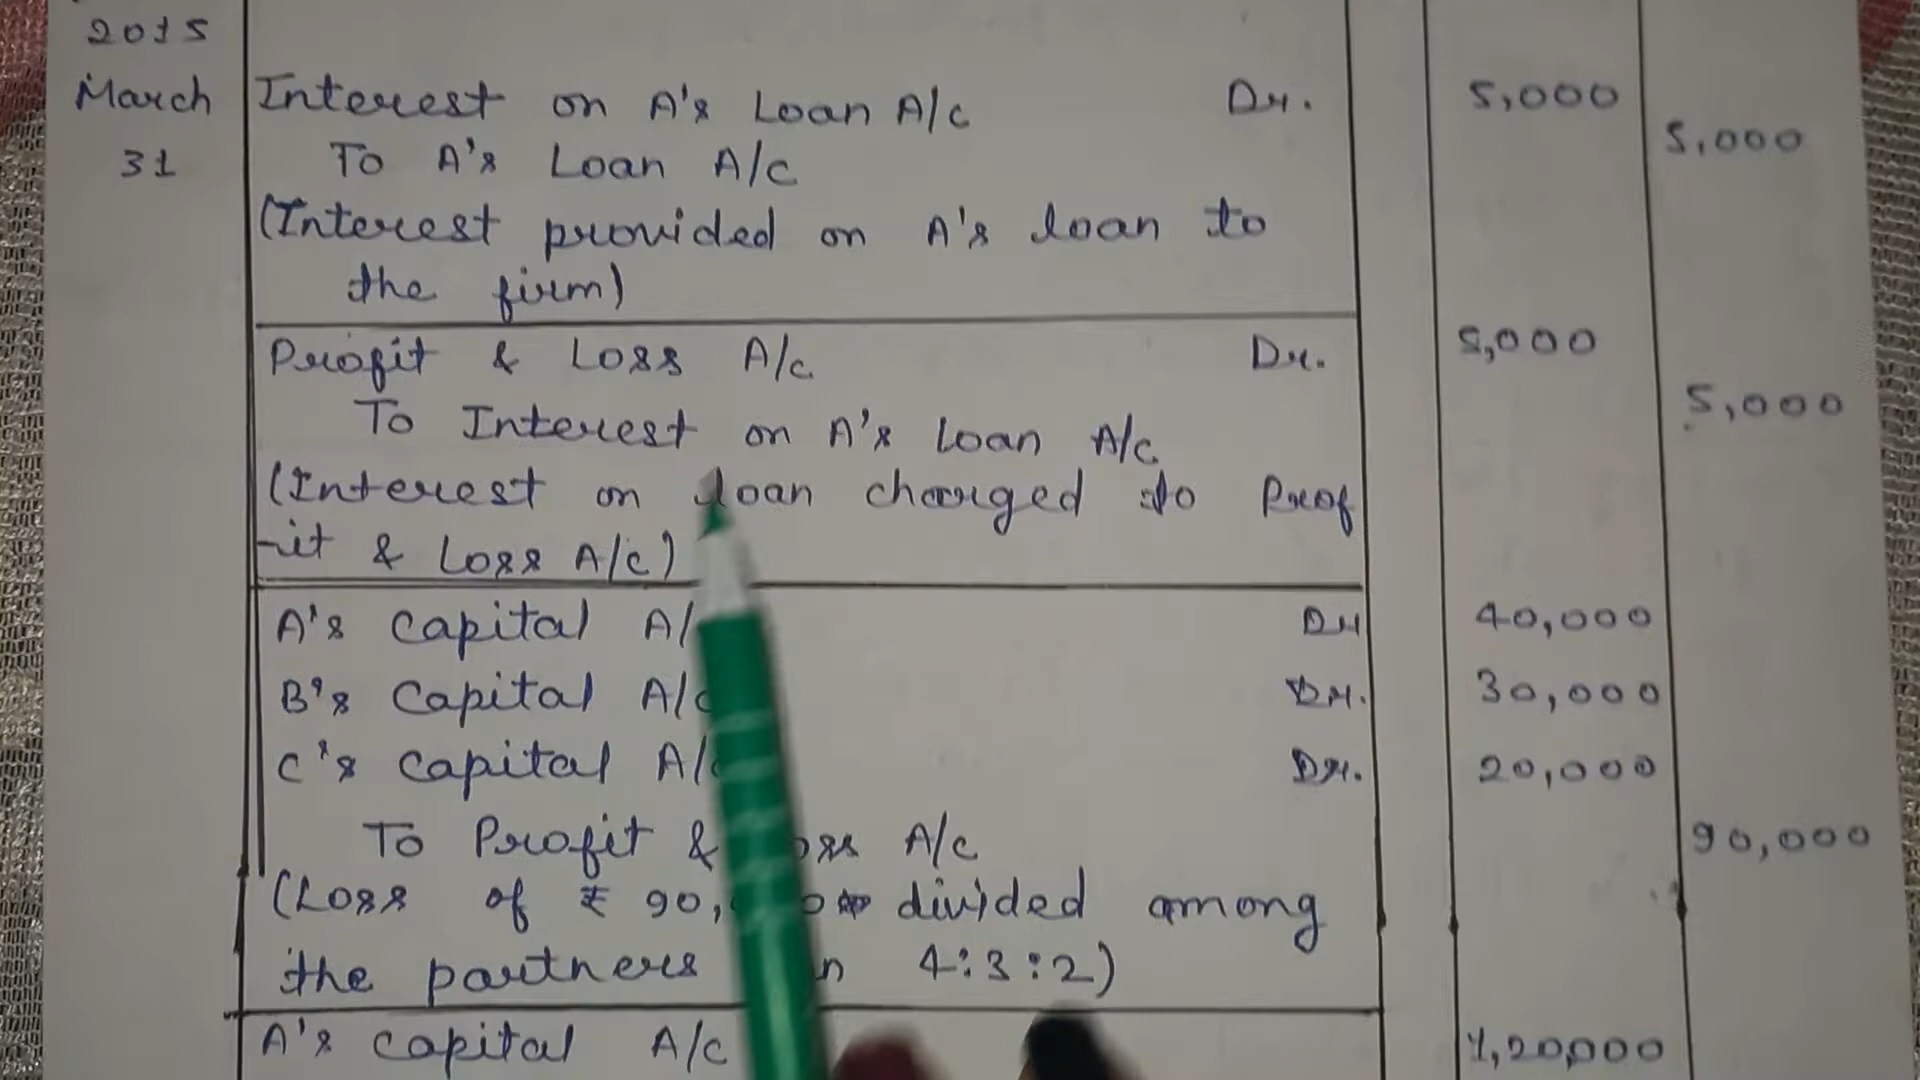 2015
March Interest on A's Loan A/c Dr. 5,000
31 To A's Loan A/c 5,000
(Interest provided on A's loan to
the firm)
Profit & Loss A/c Dr. 5,000
To Interest on A's Loan A/c 5,000
(Interest on loan charged to Prof
-it & Loss A/c)
A's Capital A/ Dr 40,000
B's Capital A/c Dr. 30,000
C's Capital A/ Dr. 20,000
To Profit & A/c 90,000
(Loss of ₹ 90, divided among
the partners 4:3:2)
A's Capital A/c 1,20,000